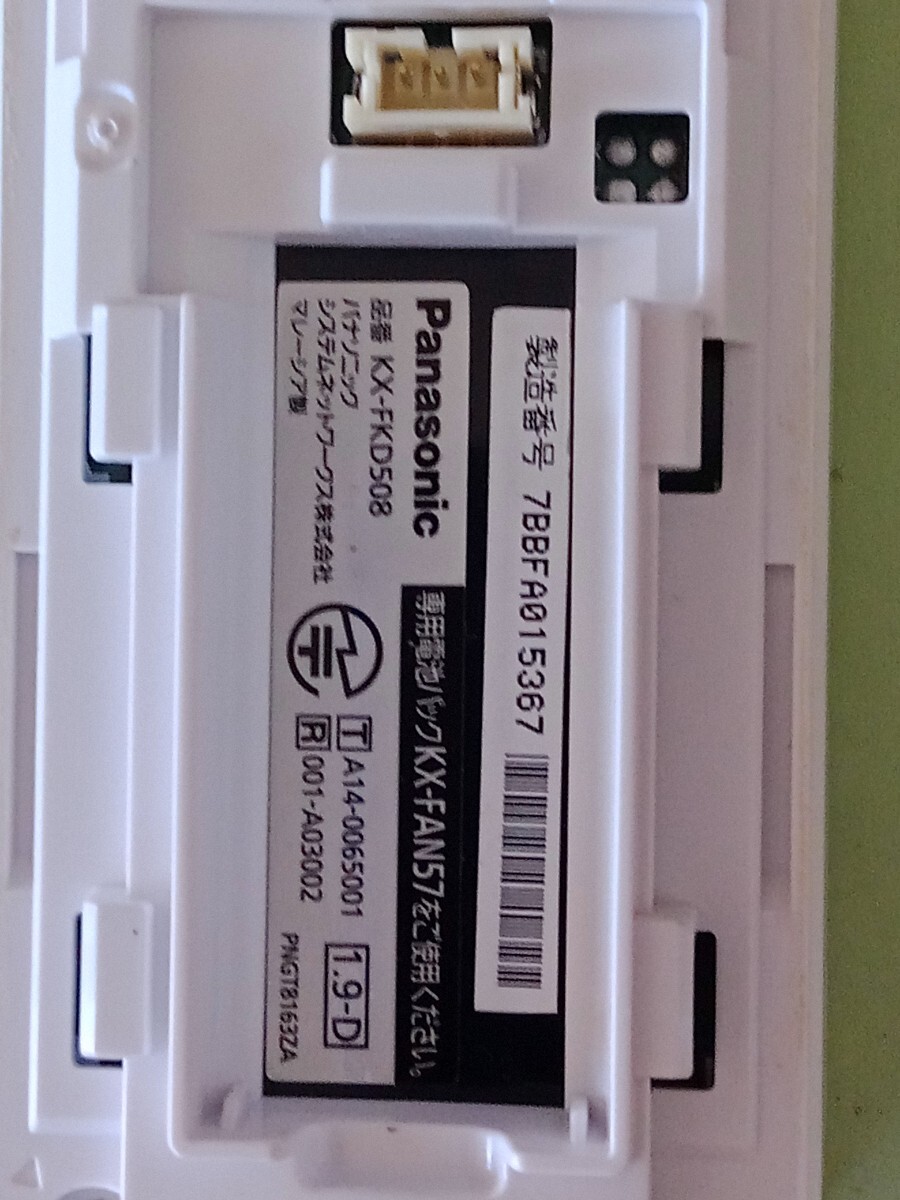 製造番号 7BBFA015367
Panasonic
専用電池パックKX-FAN57をご使用ください。
品番 KX-FKD508
パナソニック
システムネットワークス株式会社
マレーシア製
T A14-0065001
R 001-A03002
1.9-D
PNGT8163ZA